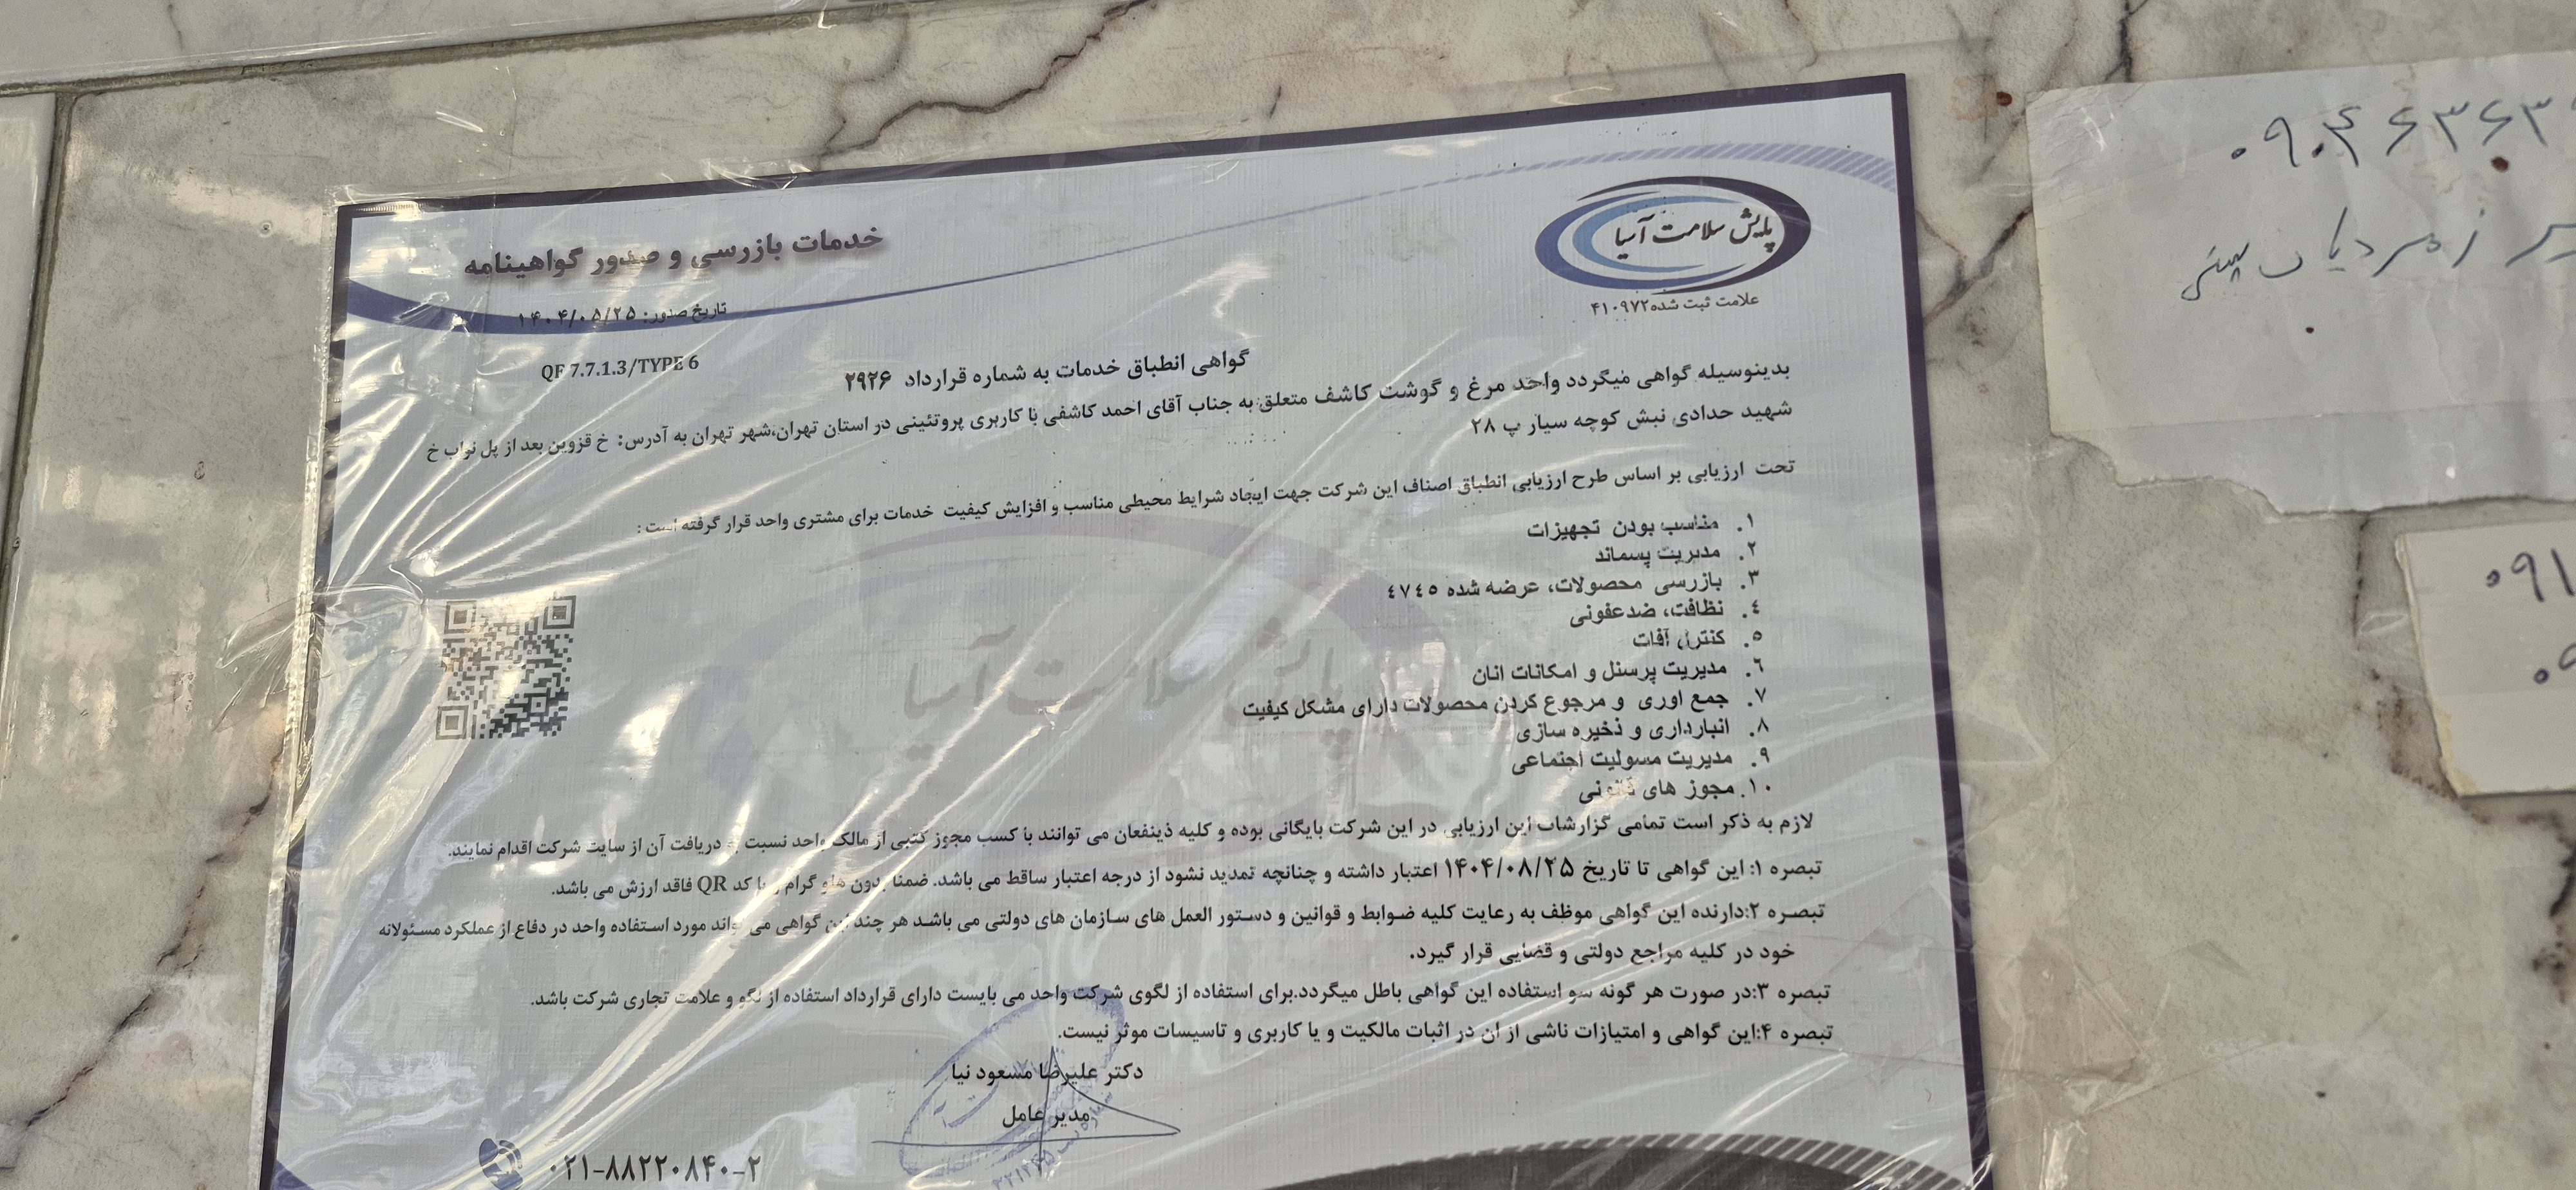 پایش سلامت آسیا
علامت ثبت شده ۴۱۰۹۷۲
خدمات بازرسی و صدور گواهینامه
تاریخ صدور: ۱۴۰۴/۰۵/۲۵
QF 7.7.1.3/TYPE 6
گواهی انطباق خدمات به شماره قرارداد ۲۹۲۶
بدینوسیله گواهی میگردد واحد مرغ و گوشت کاشف متعلق به جناب آقای احمد کاشفی با کاربری پروتئینی در استان تهران،شهر تهران به آدرس: خ قزوین بعد از پل نواب خ
شهید حدادی نبش کوچه سیار پ ۲۸
تحت ارزیابی بر اساس طرح ارزیابی انطباق اصناف این شرکت جهت ایجاد شرایط محیطی مناسب و افزایش کیفیت خدمات برای مشتری واحد قرار گرفته است :
۱. مناسب بودن تجهیزات
۲. مدیریت پسماند
۳. بازرسی محصولات، عرضه شده ٤٧٤٥
٤. نظافت، ضدعفونی
٥. کنترل آفات
٦. مدیریت پرسنل و امکانات انان
۷. جمع اوری و مرجوع کردن محصولات دارای مشکل کیفیت
۸. انبارداری و ذخیره سازی
۹. مدیریت مسولیت اجتماعی
۱۰. مجوز های قانونی
لازم به ذکر است تمامی گزارشات این ارزیابی در این شرکت بایگانی بوده و کلیه ذینفعان می توانند با کسب مجوز کتبی از مالک واحد نسبت به دریافت آن از سایت شرکت اقدام نمایند.
تبصره ۱: این گواهی تا تاریخ ۱۴۰۴/۰۸/۲۵ اعتبار داشته و چنانچه تمدید نشود از درجه اعتبار ساقط می باشد. ضمنا بدون هلو گرام و یا کد QR فاقد ارزش می باشد.
تبصره ۲:دارنده این گواهی موظف به رعایت کلیه ضوابط و قوانین و دستور العمل های سازمان های دولتی می باشد هر چند این گواهی می تواند مورد استفاده واحد در دفاع از عملکرد مسئولانه
خود در کلیه مراجع دولتی و قضایی قرار گیرد.
تبصره ۳:در صورت هر گونه سو استفاده این گواهی باطل میگردد.برای استفاده از لگوی شرکت واحد می بایست دارای قرارداد استفاده از لگو و علامت تجاری شرکت باشد.
تبصره ۴:این گواهی و امتیازات ناشی از ان در اثبات مالکیت و یا کاربری و تاسیسات موثر نیست.
دکتر علیرضا مسعود نیا
مدیر عامل
۰۲۱-۸۸۲۲۰۸۴۰-۲
پایش سلامت آسیا
۰۹۱